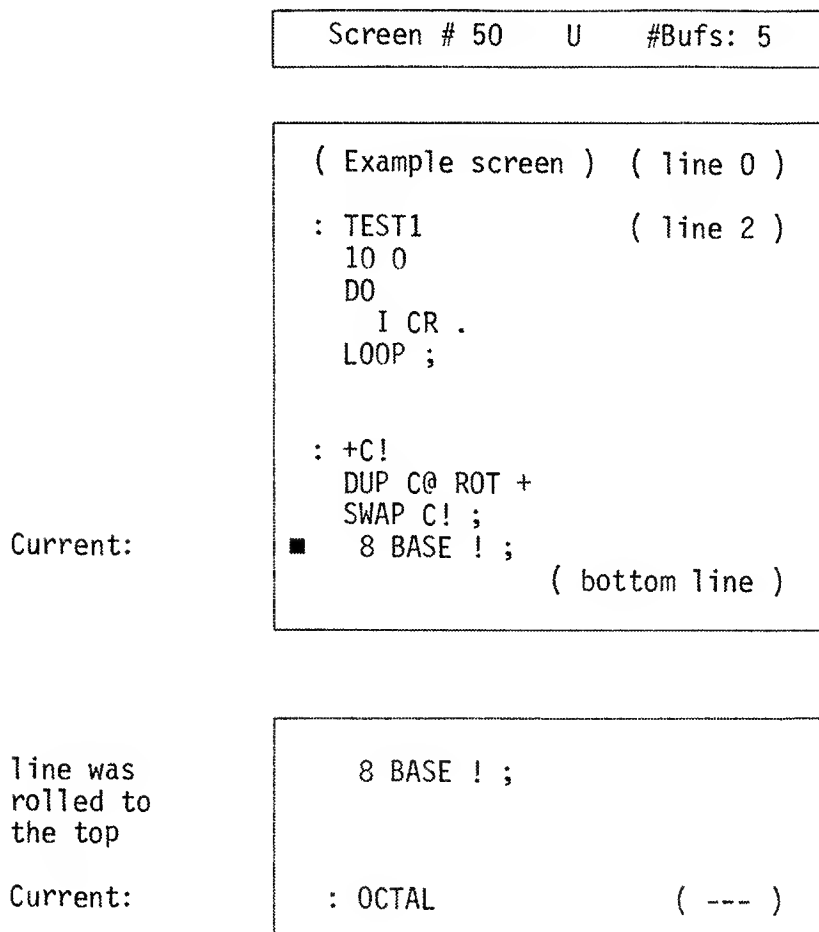 Screen # 50 U #Bufs: 5
( Example screen ) ( line 0 )
: TEST1 ( line 2 )
10 0
DO
I CR .
LOOP ;
: +C!
DUP C@ ROT +
SWAP C! ;
Current: ■ 8 BASE ! ;
( bottom line )
line was 8 BASE ! ;
rolled to
the top
Current: : OCTAL ( --- )